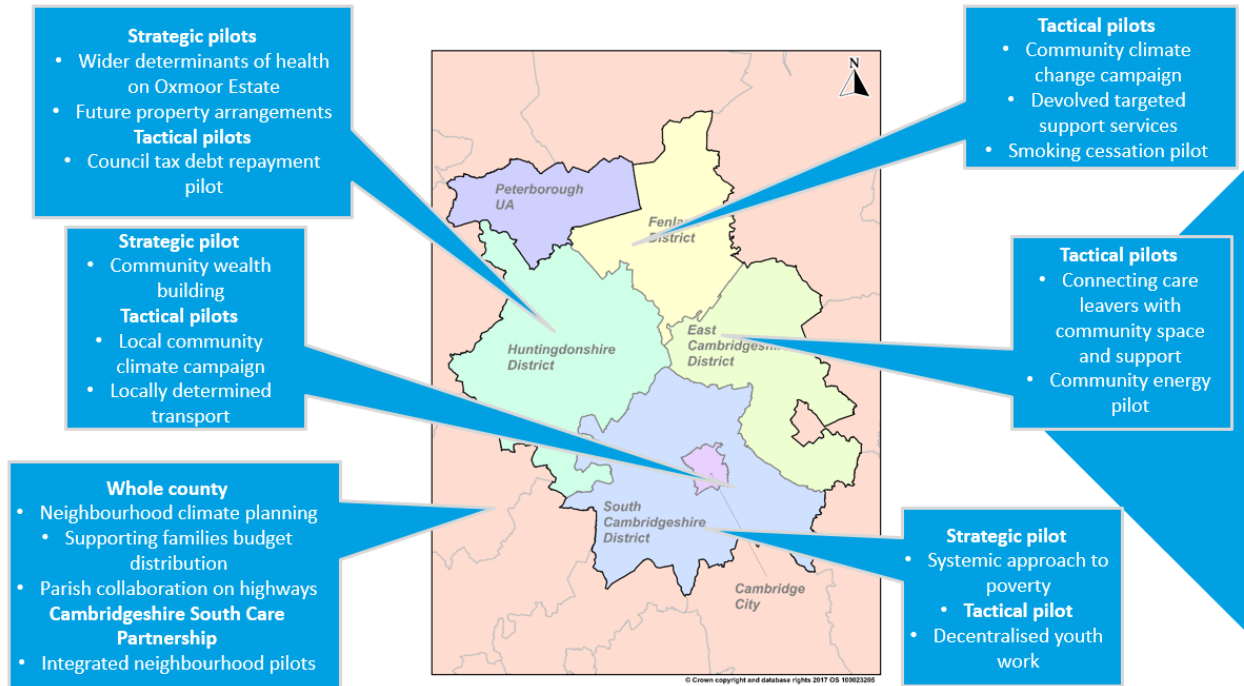 Strategic pilots
• Wider determinants of health
on Oxmoor Estate
• Future property arrangements
Tactical pilots
• Council tax debt repayment
pilot
Strategic pilot
• Community wealth
building
Tactical pilots
• Local community
climate campaign
• Locally determined
transport
Whole county
• Neighbourhood climate planning
• Supporting families budget
distribution
• Parish collaboration on highways
Cambridgeshire South Care
Partnership
• Integrated neighbourhood pilots
N
Peterborough
UA
District
Huntingdonshire
District
East
District
South
Cambridgeshire
District
Cambridge
City
© Crown copyright and database rights 2017 OS 100023205
Tactical pilots
• Community climate
change campaign
• Devolved targeted
support services
• Smoking cessation pilot
Tactical pilots
• Connecting care
leavers with
community space
and support
• Community energy
pilot
Strategic pilot
• Systemic approach to
poverty
• Tactical pilot
• Decentralised youth
work